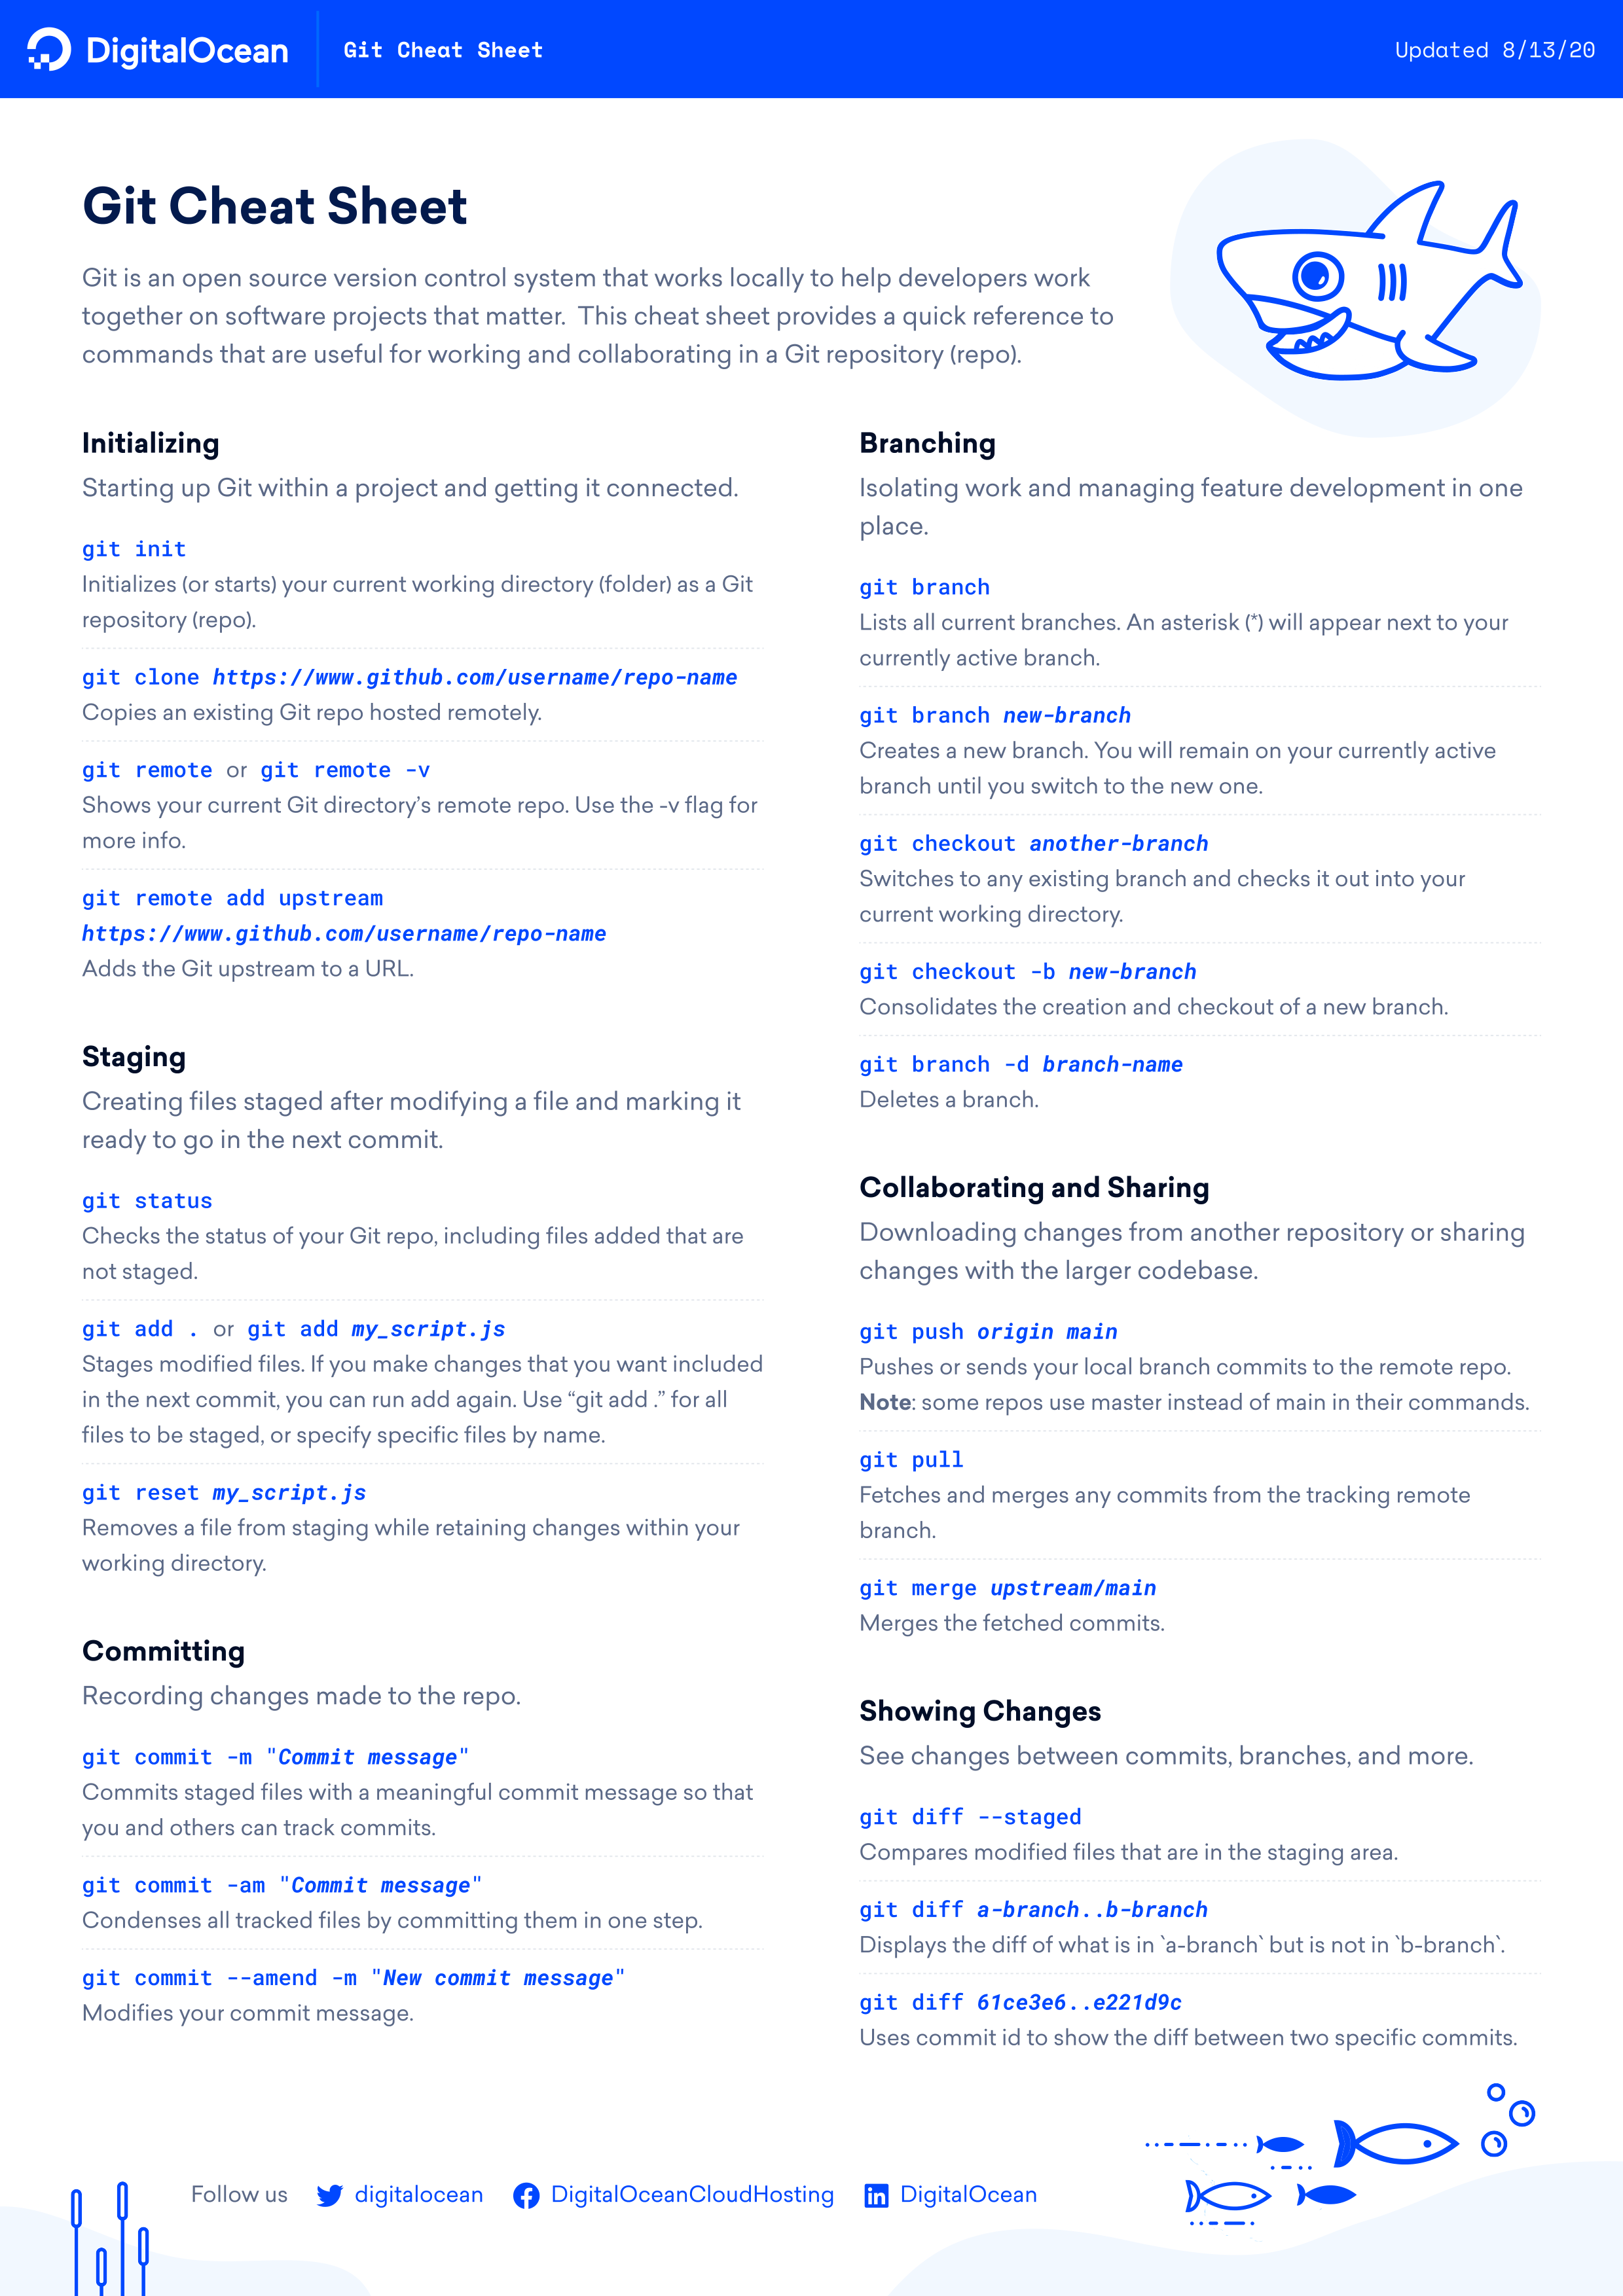 DigitalOcean
Git Cheat Sheet
Updated 8/13/20
Git Cheat Sheet
Git is an open source version control system that works locally to help developers work
together on software projects that matter.  This cheat sheet provides a quick reference to
commands that are useful for working and collaborating in a Git repository (repo).
Initializing
Starting up Git within a project and getting it connected.
git init
Initializes (or starts) your current working directory (folder) as a Git
repository (repo).
git clone https://www.github.com/username/repo-name
Copies an existing Git repo hosted remotely.
git remote or git remote -v
Shows your current Git directory’s remote repo. Use the -v flag for
more info.
git remote add upstream
https://www.github.com/username/repo-name
Adds the Git upstream to a URL.
Staging
Creating files staged after modifying a file and marking it
ready to go in the next commit.
git status
Checks the status of your Git repo, including files added that are
not staged.
git add . or git add my_script.js
Stages modified files. If you make changes that you want included
in the next commit, you can run add again. Use “git add .” for all
files to be staged, or specify specific files by name.
git reset my_script.js
Removes a file from staging while retaining changes within your
working directory.
Committing
Recording changes made to the repo.
git commit -m "Commit message"
Commits staged files with a meaningful commit message so that
you and others can track commits.
git commit -am "Commit message"
Condenses all tracked files by committing them in one step.
git commit --amend -m "New commit message"
Modifies your commit message.
Branching
Isolating work and managing feature development in one
place.
git branch
Lists all current branches. An asterisk (*) will appear next to your
currently active branch.
git branch new-branch
Creates a new branch. You will remain on your currently active
branch until you switch to the new one.
git checkout another-branch
Switches to any existing branch and checks it out into your
current working directory.
git checkout -b new-branch
Consolidates the creation and checkout of a new branch.
git branch -d branch-name
Deletes a branch.
Collaborating and Sharing
Downloading changes from another repository or sharing
changes with the larger codebase.
git push origin main
Pushes or sends your local branch commits to the remote repo.
Note: some repos use master instead of main in their commands.
git pull
Fetches and merges any commits from the tracking remote
branch.
git merge upstream/main
Merges the fetched commits.
Showing Changes
See changes between commits, branches, and more.
git diff --staged
Compares modified files that are in the staging area.
git diff a-branch..b-branch
Displays the diff of what is in `a-branch` but is not in `b-branch`.
git diff 61ce3e6..e221d9c
Uses commit id to show the diff between two specific commits.
Follow us
digitalocean
DigitalOceanCloudHosting
in DigitalOcean